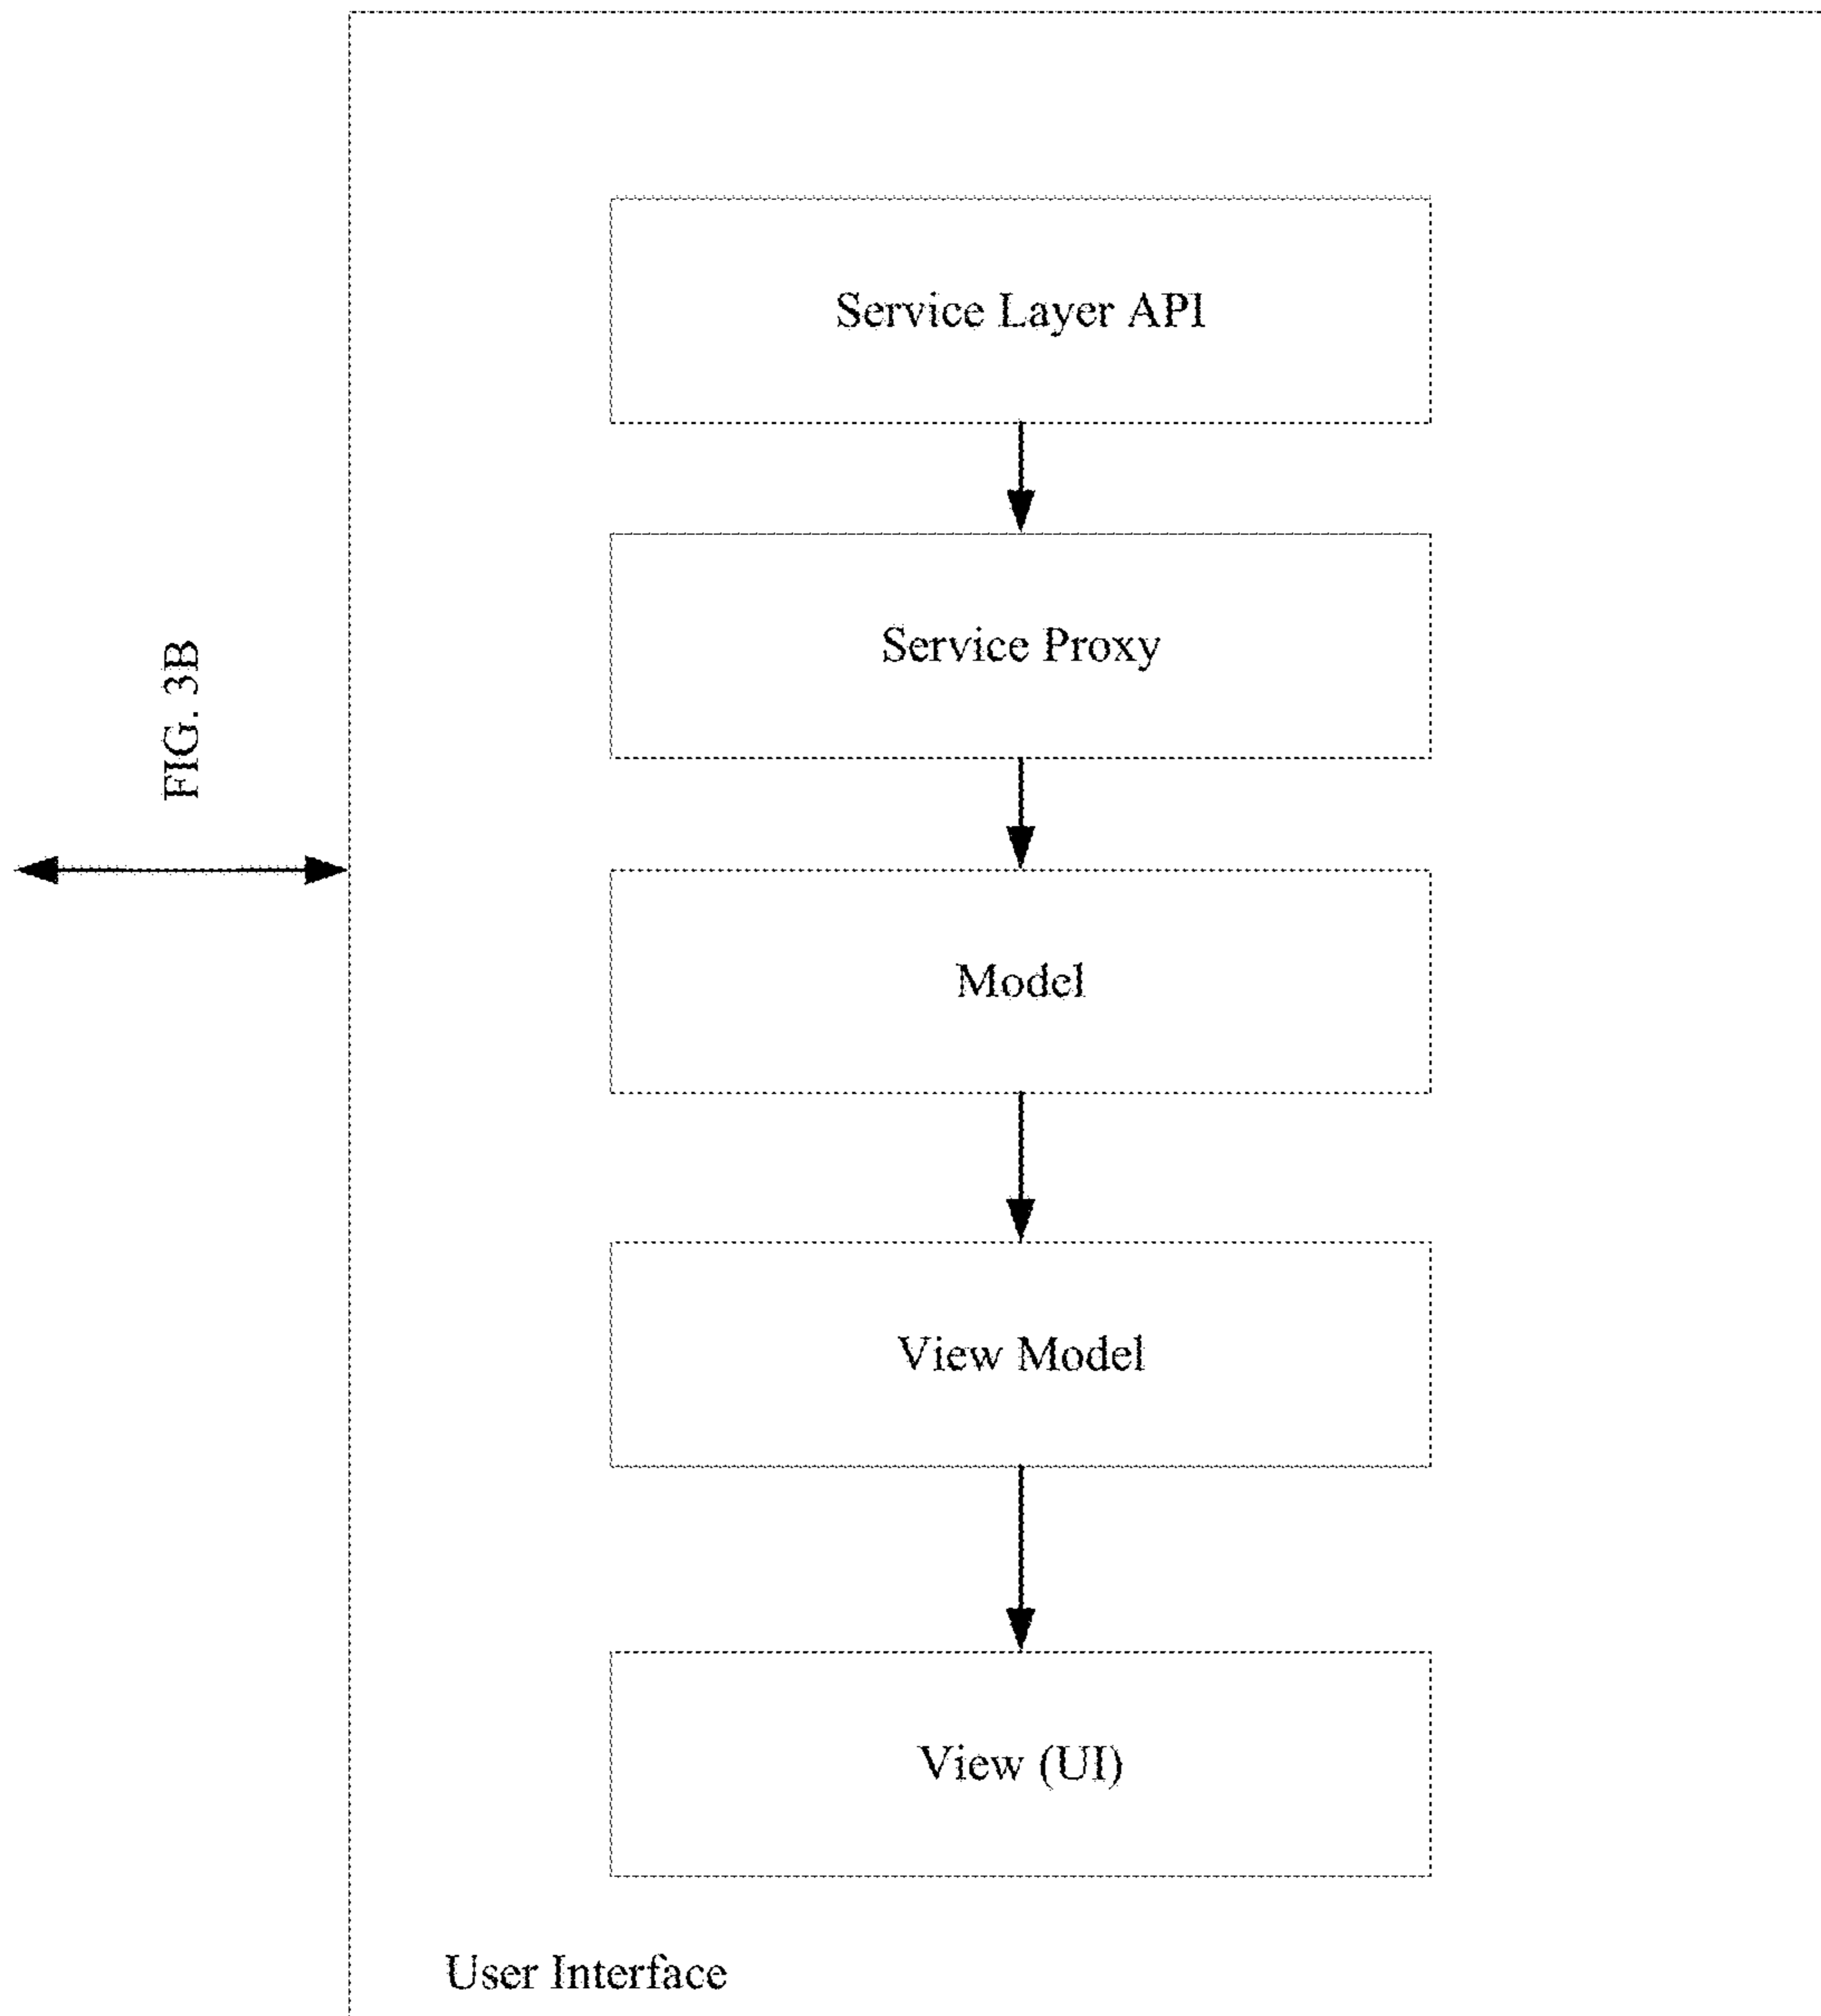 Service Layer API
Service Proxy
FIG. 3B
Model
View Model
View (UI)
User Interface